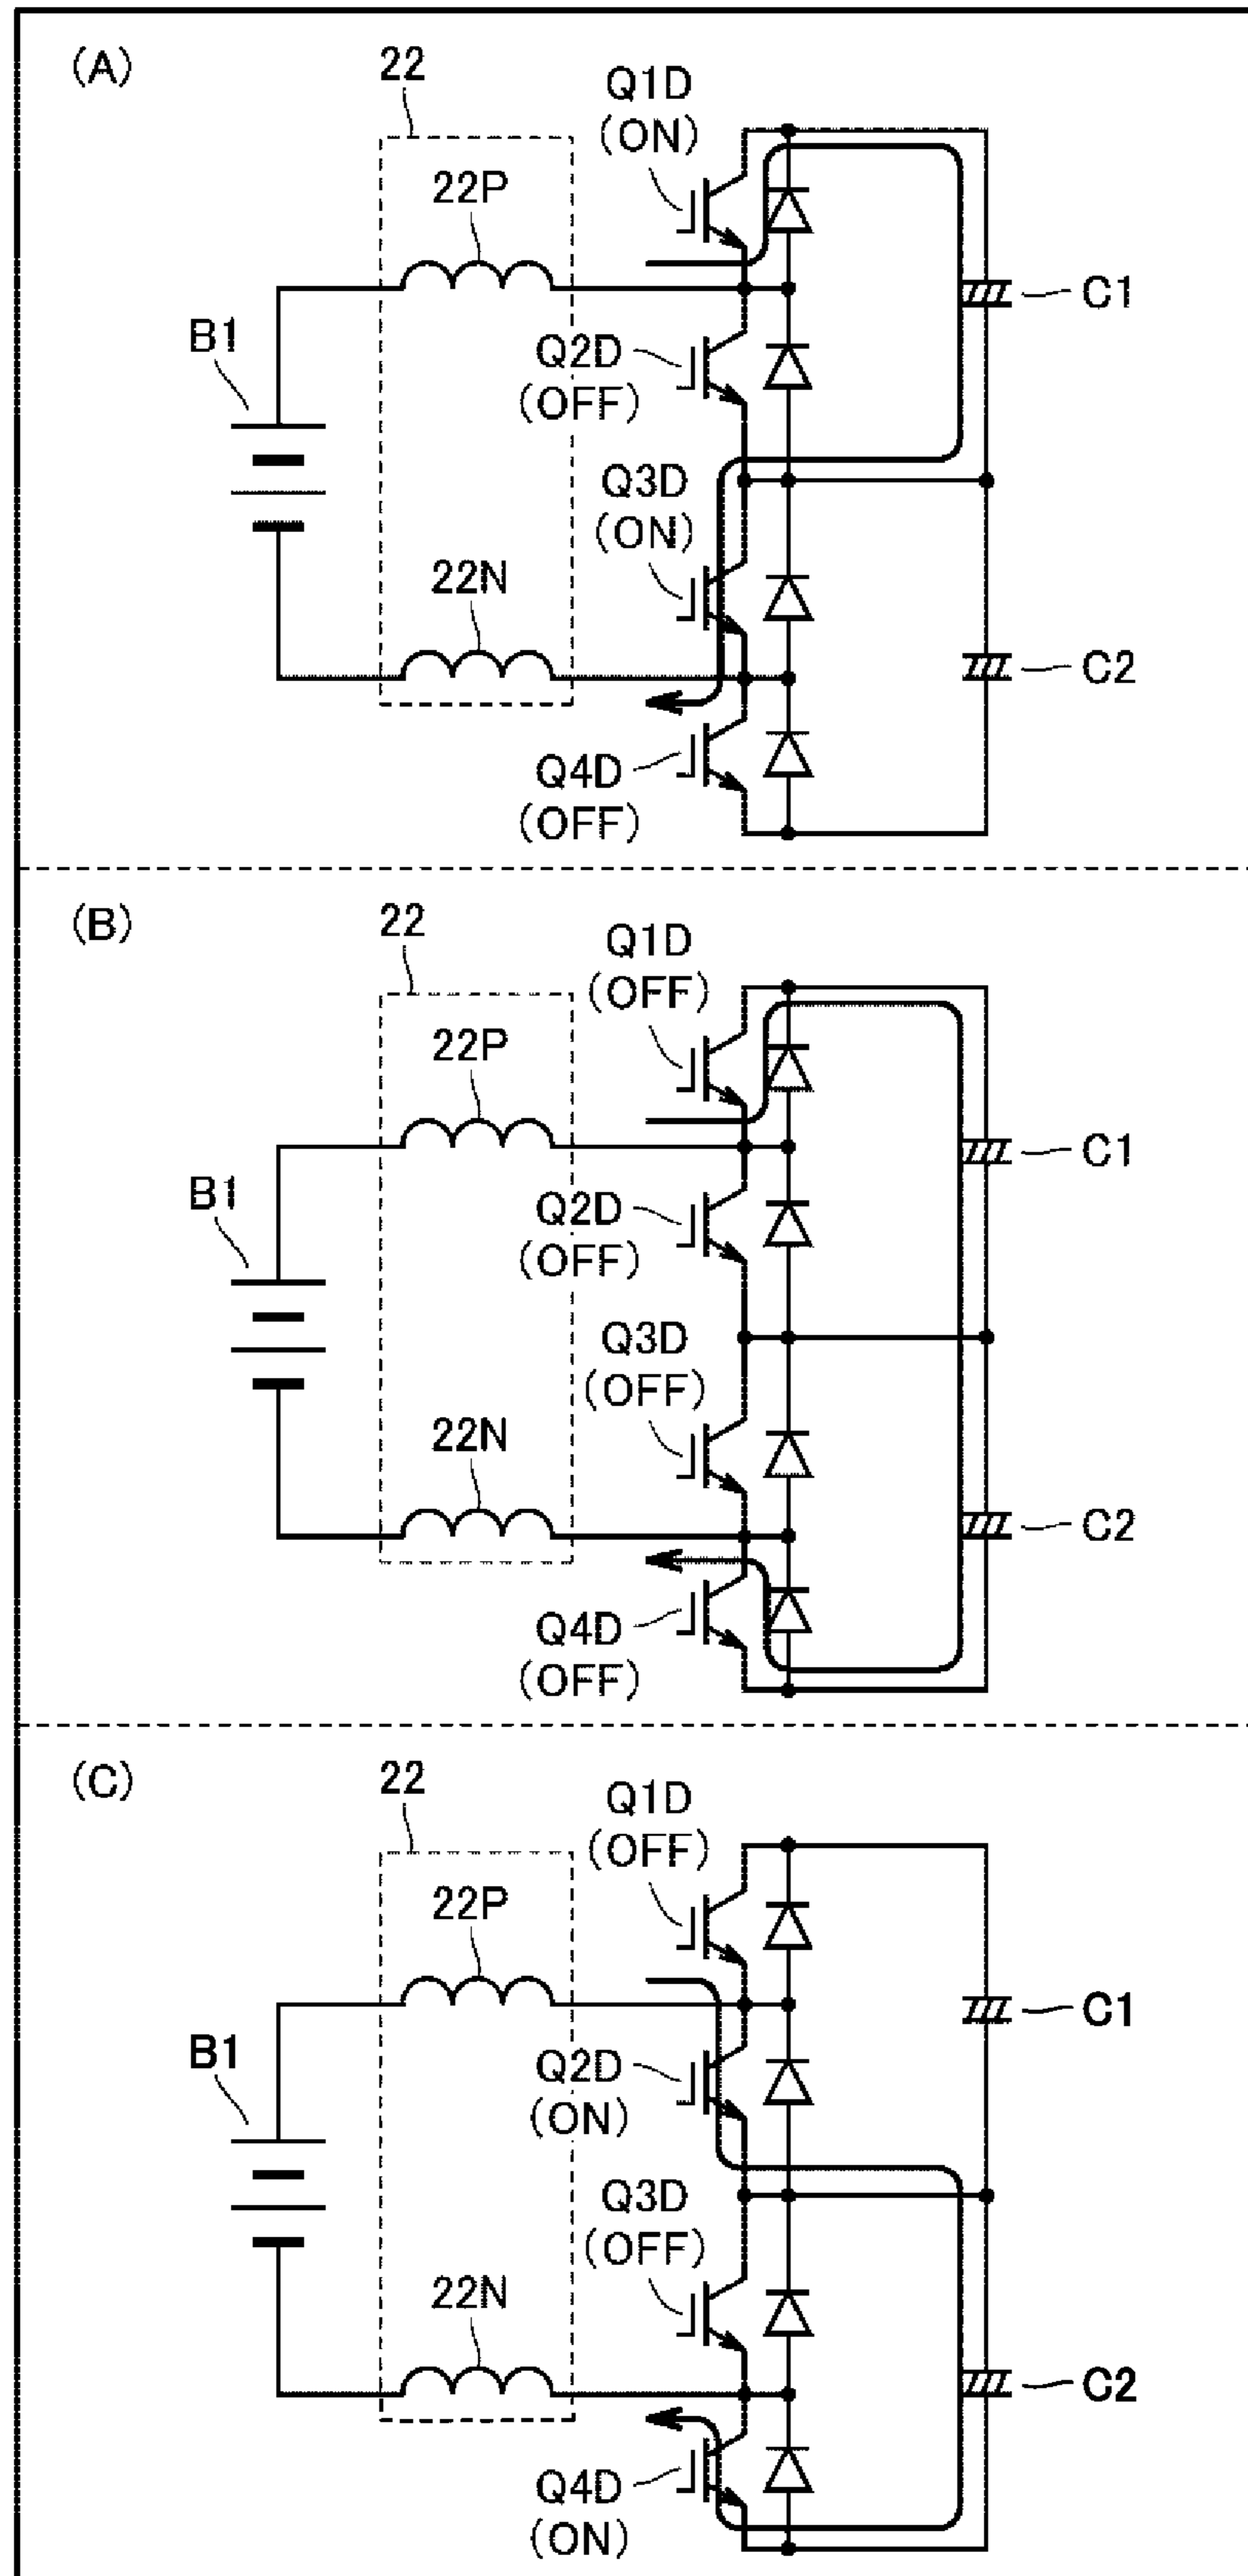 (A)
22
Q1D
(ON)
22P
C1
B1
Q2D
(OFF)
Q3D
(ON)
22N
C2
Q4D
(OFF)
(B)
22
Q1D
(OFF)
22P
C1
B1
Q2D
(OFF)
Q3D
(OFF)
22N
C2
Q4D
(OFF)
(C)
22
Q1D
(OFF)
22P
C1
B1
Q2D
(ON)
Q3D
(OFF)
22N
C2
Q4D
(ON)